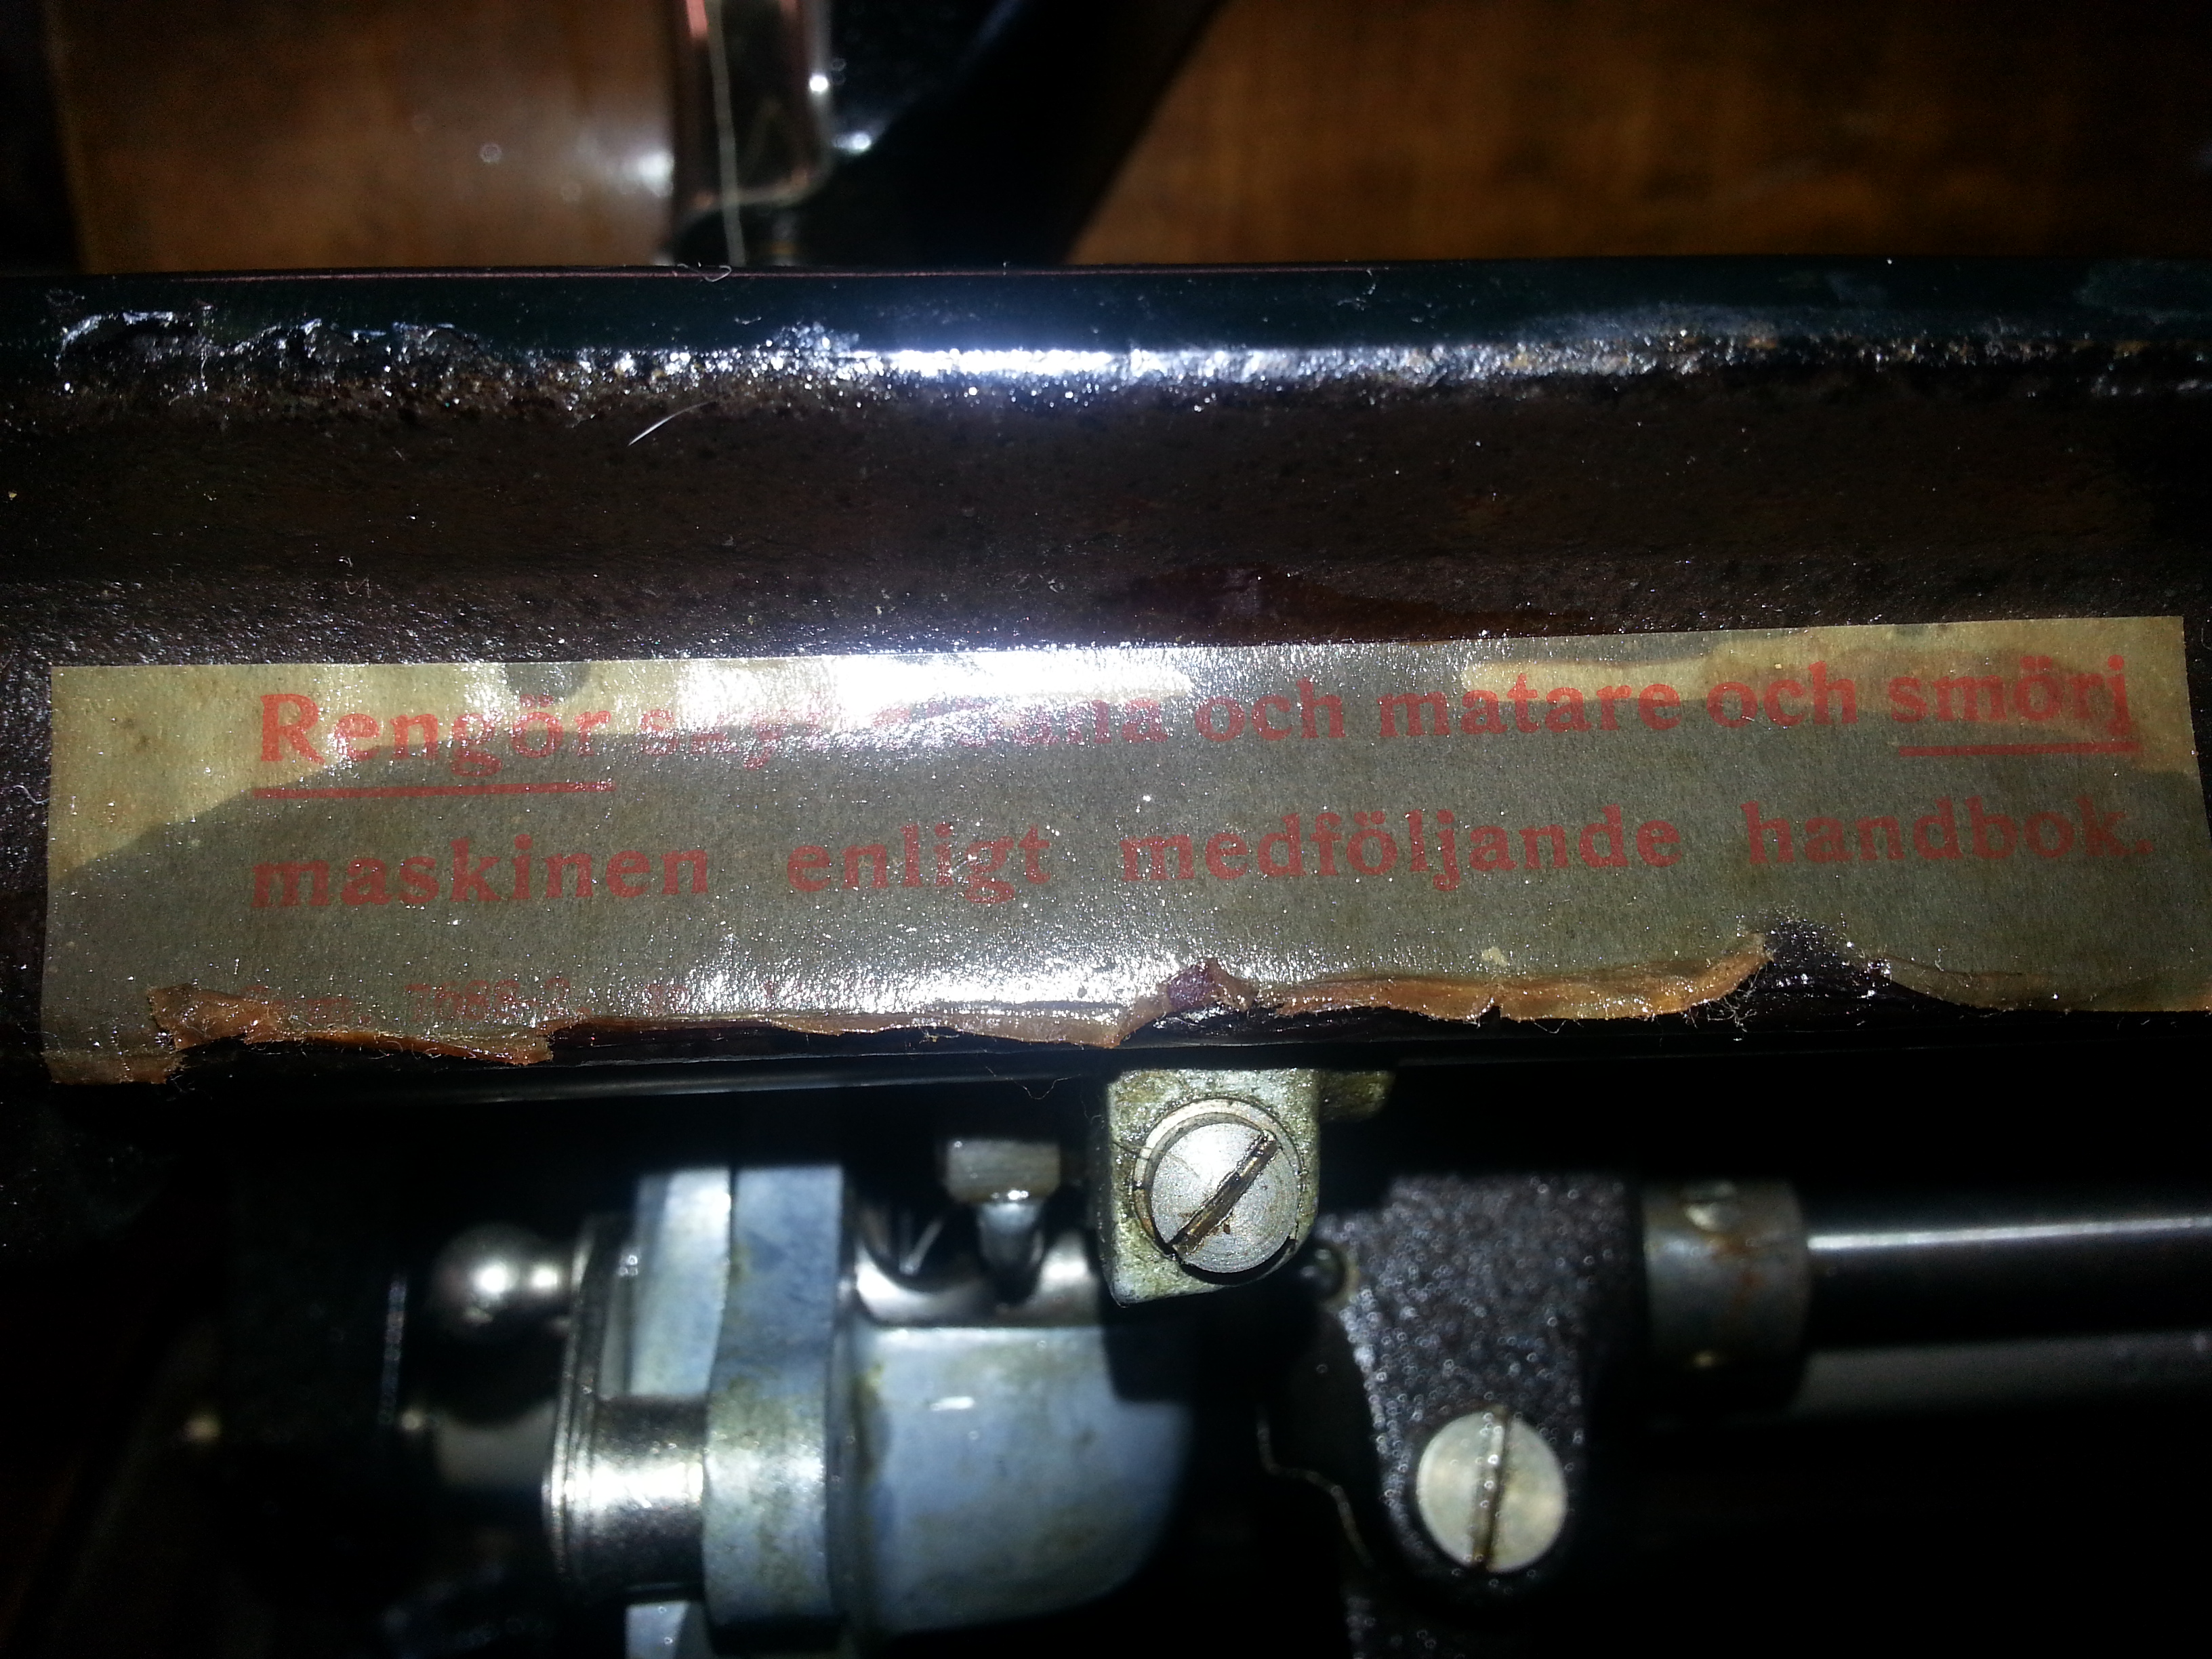 Rengör och matare och smörj
maskinen enligt medföljande handbok.